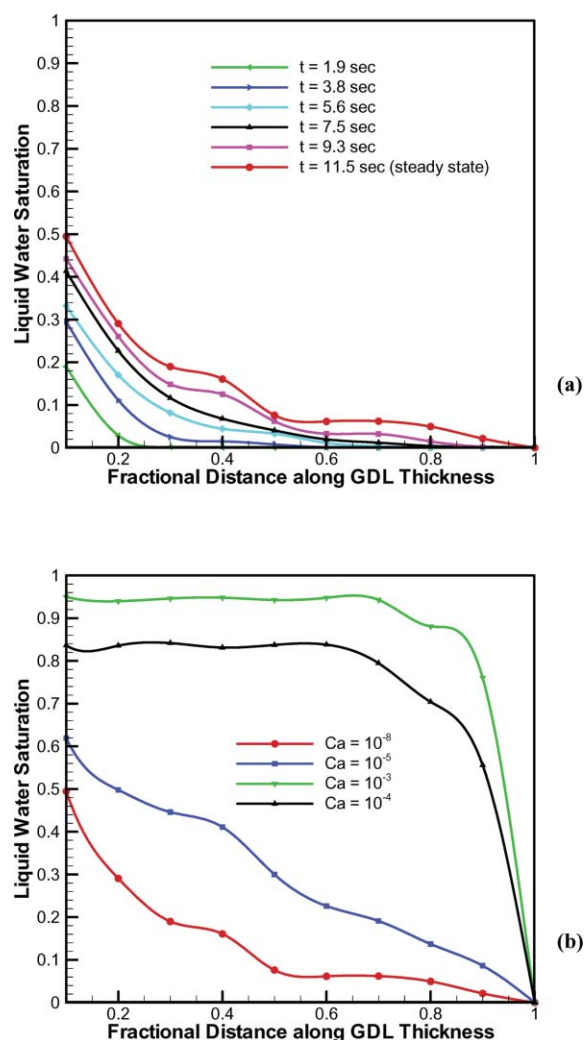 1
0.9
0.8
0.7
0.6
0.5
0.4
0.3
0.2
0.1
0
Liquid Water Saturation
t = 1.9 sec
t = 3.8 sec
t = 5.6 sec
t = 7.5 sec
t = 9.3 sec
t = 11.5 sec (steady state)
0.2 0.4 0.6 0.8 1
Fractional Distance along GDL Thickness
(a)
1
0.9
0.8
0.7
0.6
0.5
0.4
0.3
0.2
0.1
0
Liquid Water Saturation
Ca = 10⁻⁸
Ca = 10⁻⁵
Ca = 10⁻³
Ca = 10⁻⁴
0.2 0.4 0.6 0.8 1
Fractional Distance along GDL Thickness
(b)